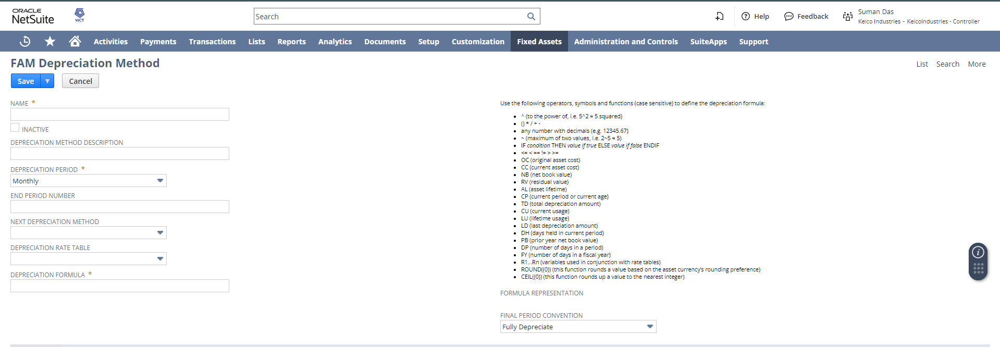 ORACLE
NetSuite
WCT
Search
Help
Feedback
Suman Das
Kelco Industries - KelcoIndustries - Controller
Activities Payments Transactions Lists Reports Analytics Documents Setup Customization Fixed Assets Administration and Controls SuiteApps Support
FAM Depreciation Method
List Search More
Save Cancel
NAME *
INACTIVE
DEPRECIATION METHOD DESCRIPTION
DEPRECIATION PERIOD *
Monthly
END PERIOD NUMBER
NEXT DEPRECIATION METHOD
DEPRECIATION RATE TABLE
DEPRECIATION FORMULA *
Use the following operators, symbols and functions (case sensitive) to define the depreciation formula:
• ^ (to the power of, i.e. 5^2 = 5 squared)
• () * / + -
• any number with decimals (e.g. 12345.67)
• ~ (maximum of two values, i.e. 2~5 = 5)
• IF condition THEN value if true ELSE value if false ENDIF
• <= < == != > >=
• OC (original asset cost)
• CC (current asset cost)
• NB (net book value)
• RV (residual value)
• AL (asset lifetime)
• CP (current period or current age)
• TD (total depreciation amount)
• CU (current usage)
• LU (lifetime usage)
• LD (last depreciation amount)
• DH (days held in current period)
• PB (prior year net book value)
• DP (number of days in a period)
• FY (number of days in a fiscal year)
• R1...Rn (variables used in conjunction with rate tables)
• ROUND((0)) (this function rounds a value based on the asset currency's rounding preference)
• CEIL((0)) (this function rounds up a value to the nearest integer)
FORMULA REPRESENTATION
FINAL PERIOD CONVENTION
Fully Depreciate